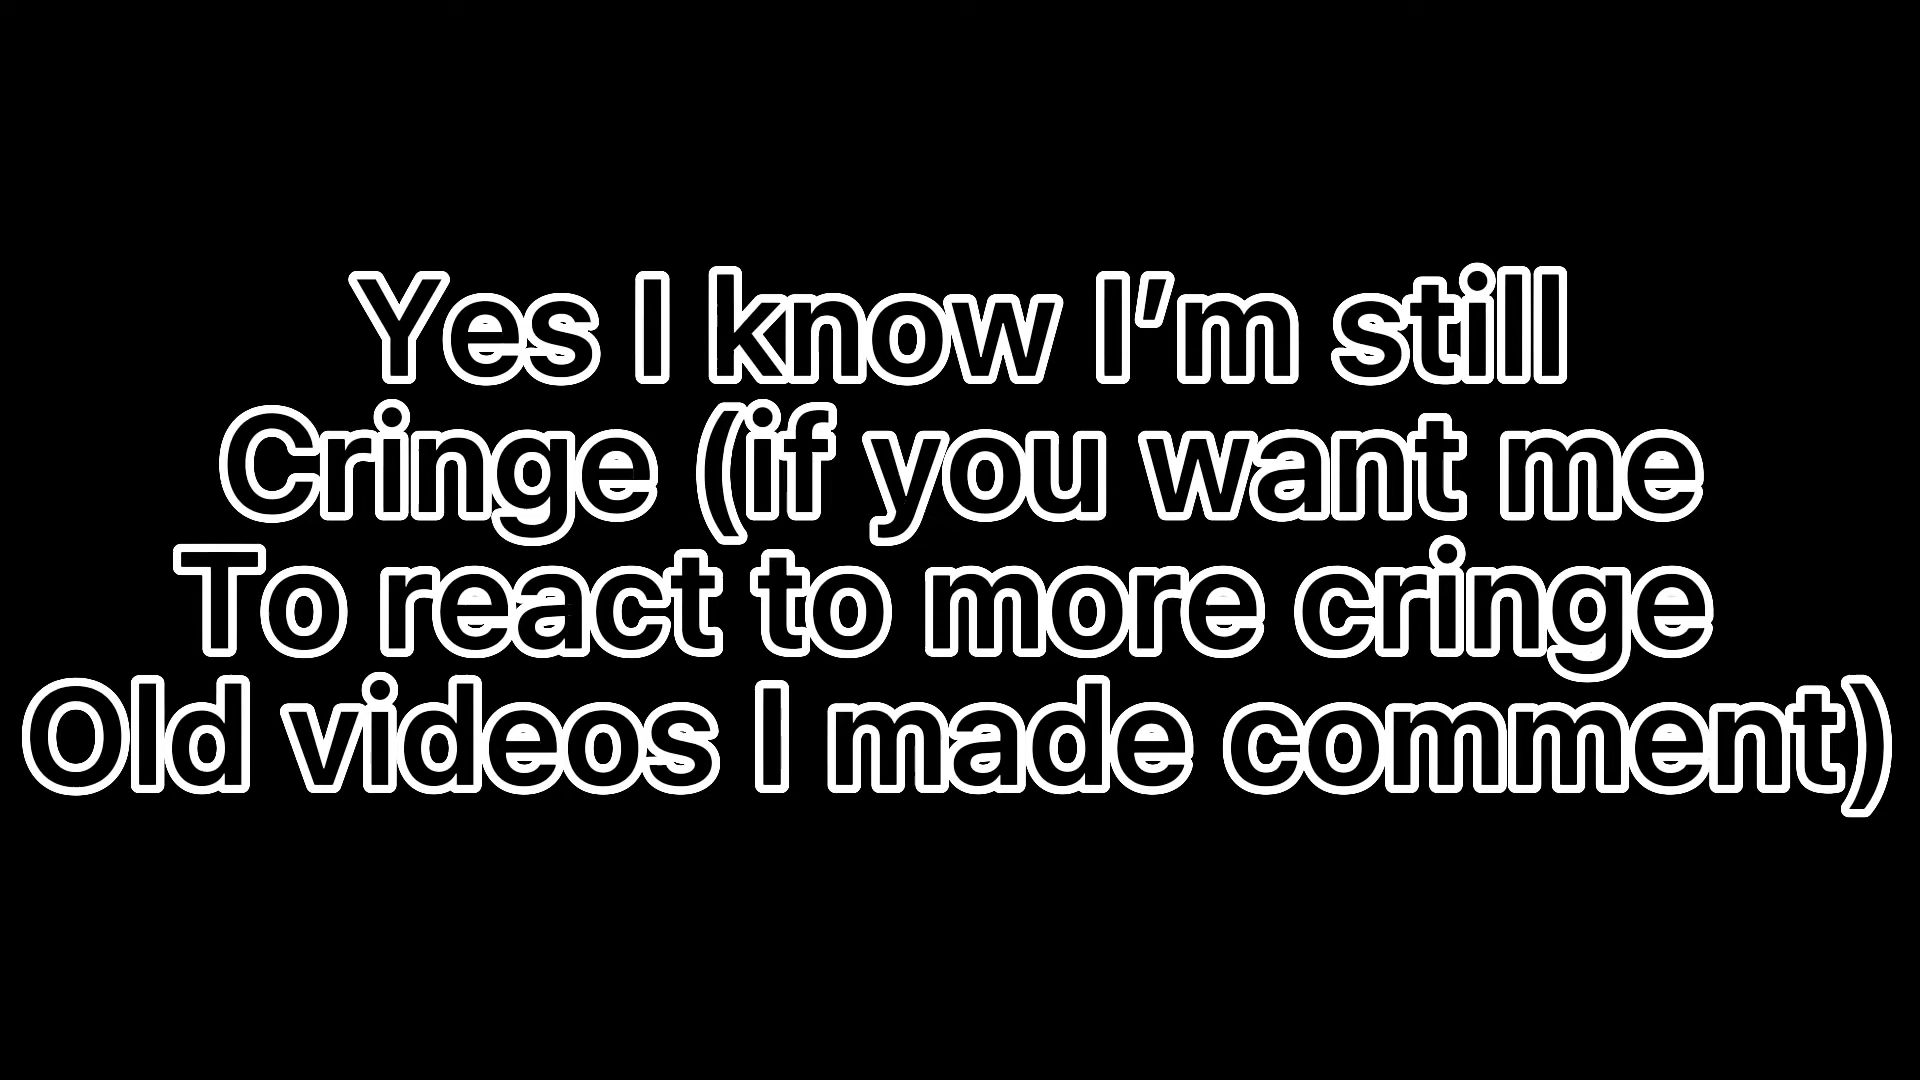 Yes I know I’m still
Cringe (if you want me
To react to more cringe
Old videos I made comment)